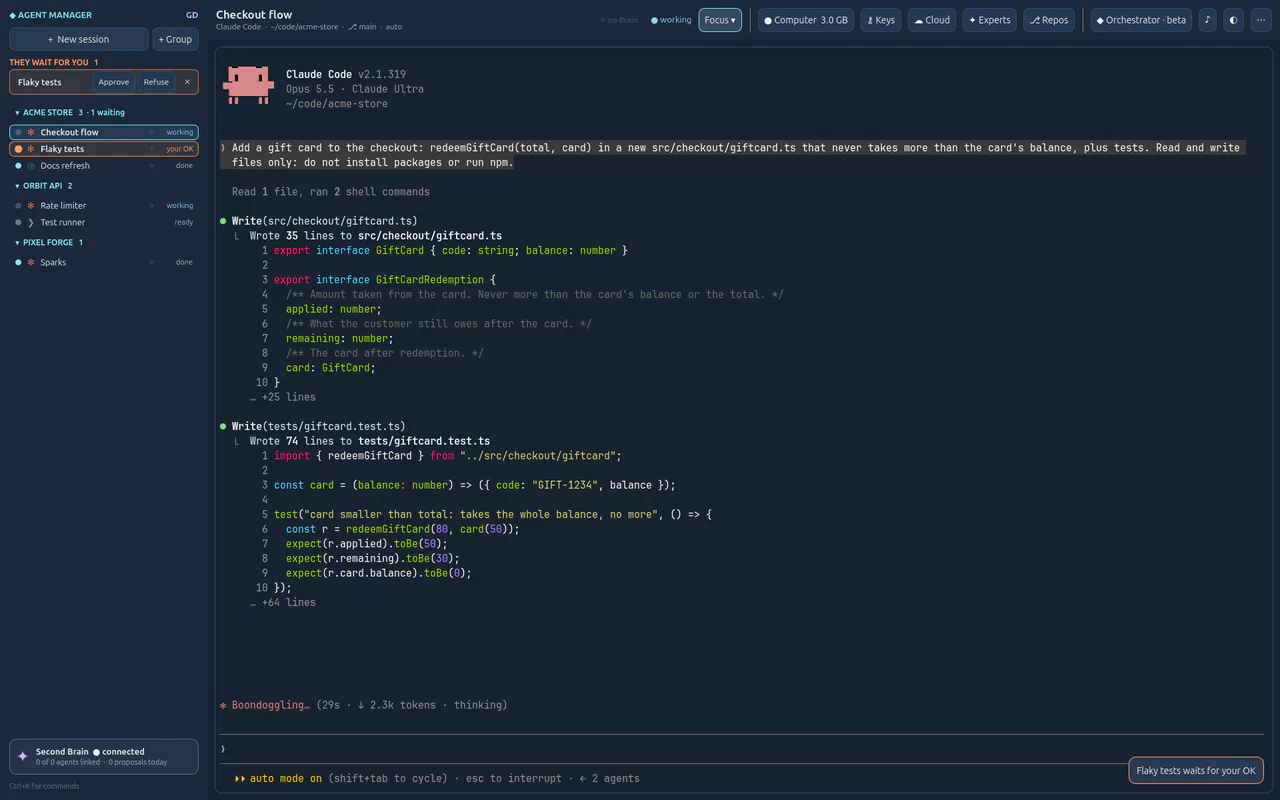 ◆ AGENT MANAGER GD
+ New session + Group
THEY WAIT FOR YOU 1
Flaky tests Approve Refuse ×
▾ ACME STORE 3 · 1 waiting
Checkout flow working
Flaky tests your OK
Docs refresh done
▾ ORBIT API 2
Rate limiter working
❯ Test runner ready
▾ PIXEL FORGE 1
Sparks done
Second Brain ● connected
0 of 0 agents linked · 0 proposals today
Ctrl+K for commands
Checkout flow
Claude Code · ~/code/acme-store · ⎇ main · auto
no Brain ● working Focus ▾ ● Computer 3.0 GB Keys ☁ Cloud ✦ Experts ⎇ Repos ◆ Orchestrator · beta ♪ ◐ ⋯
Claude Code v2.1.319
Opus 5.5 · Claude Ultra
~/code/acme-store
❯ Add a gift card to the checkout: redeemGiftCard(total, card) in a new src/checkout/giftcard.ts that never takes more than the card's balance, plus tests. Read and write
files only: do not install packages or run npm.
Read 1 file, ran 2 shell commands
● Write(src/checkout/giftcard.ts)
└ Wrote 35 lines to src/checkout/giftcard.ts
1 export interface GiftCard { code: string; balance: number }
2
3 export interface GiftCardRedemption {
4 /** Amount taken from the card. Never more than the card's balance or the total. */
5 applied: number;
6 /** What the customer still owes after the card. */
7 remaining: number;
8 /** The card after redemption. */
9 card: GiftCard;
10 }
… +25 lines
● Write(tests/giftcard.test.ts)
└ Wrote 74 lines to tests/giftcard.test.ts
1 import { redeemGiftCard } from "../src/checkout/giftcard";
2
3 const card = (balance: number) => ({ code: "GIFT-1234", balance });
4
5 test("card smaller than total: takes the whole balance, no more", () => {
6 const r = redeemGiftCard(80, card(50));
7 expect(r.applied).toBe(50);
8 expect(r.remaining).toBe(30);
9 expect(r.card.balance).toBe(0);
10 });
… +64 lines
✻ Boondoggling… (29s · ↓ 2.3k tokens · thinking)
❯
⏵⏵ auto mode on (shift+tab to cycle) · esc to interrupt · ← 2 agents
Flaky tests waits for your OK